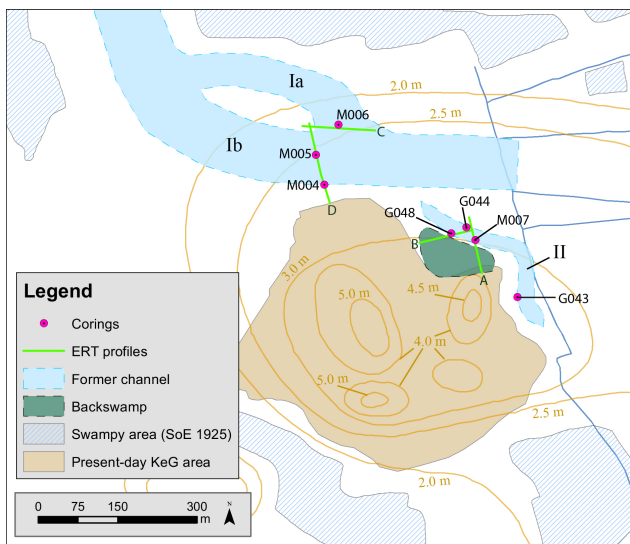 2.0 m
Ia
M006
2.5 m
C
Ib
M005
M004
D
G044
G048
M007
B
II
3.0 m
A
4.5 m
G043
5.0 m
4.0 m
5.0 m
2.5 m
2.0 m
Legend
Corings
ERT profiles
Former channel
Backswamp
Swampy area (SoE 1925)
Present-day KeG area
0 75 150 300
m
N